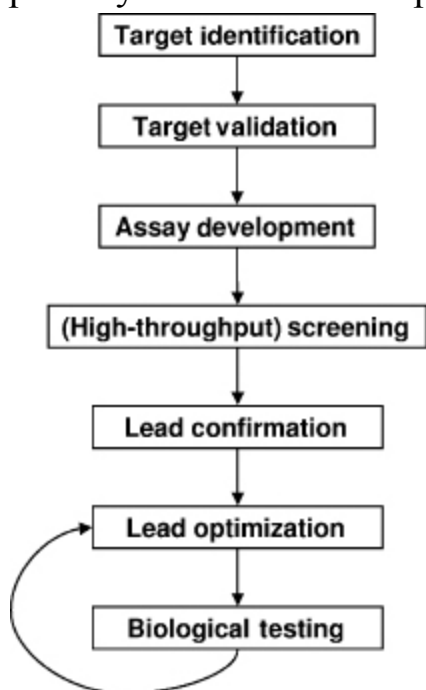 Target identification
Target validation
Assay development
(High-throughput) screening
Lead confirmation
Lead optimization
Biological testing